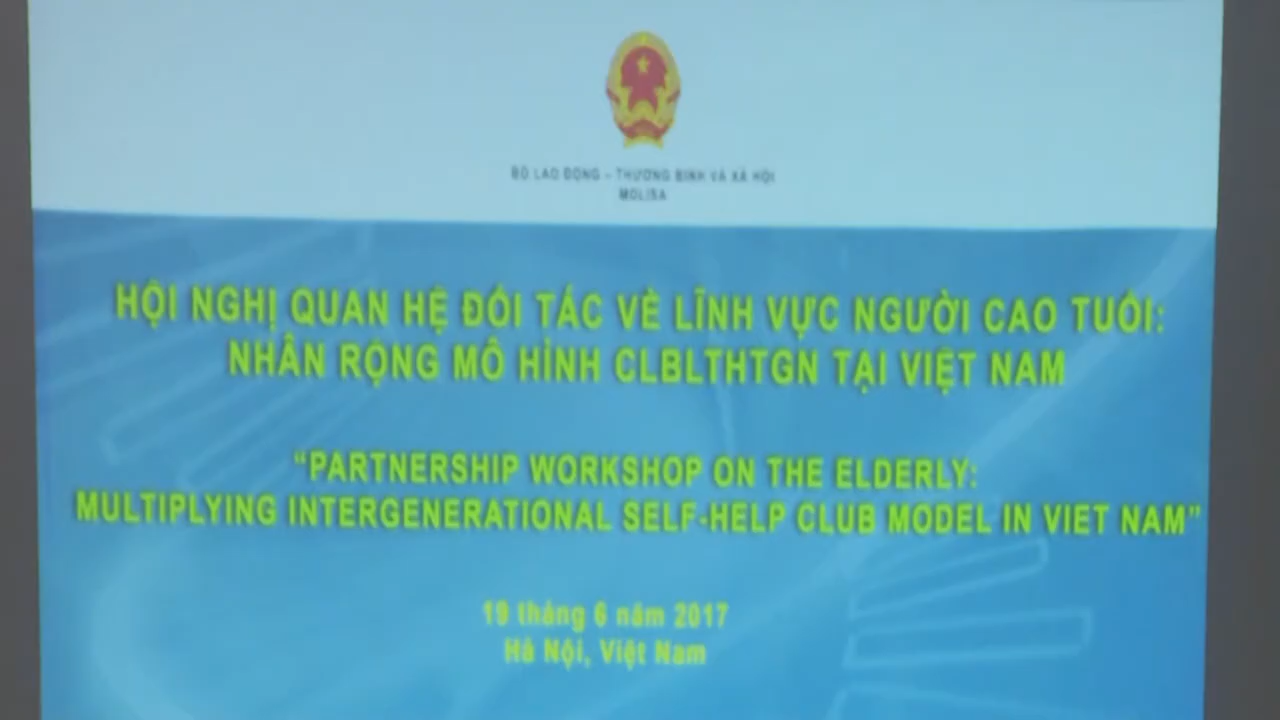 BỘ LAO ĐỘNG – THƯƠNG BINH VÀ XÃ HỘI
MOLISA
HỘI NGHỊ QUAN HỆ ĐỐI TÁC VỀ LĨNH VỰC NGƯỜI CAO TUỔI:
NHÂN RỘNG MÔ HÌNH CLBLTHTGN TẠI VIỆT NAM
“PARTNERSHIP WORKSHOP ON THE ELDERLY:
MULTIPLYING INTERGENERATIONAL SELF-HELP CLUB MODEL IN VIET NAM”
19 tháng 6 năm 2017
Hà Nội, Việt Nam